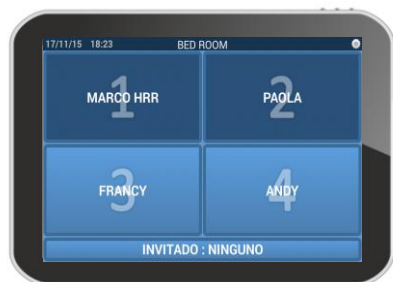 17/11/15 18:23 BED ROOM
1 MARCO HRR
2 PAOLA
3 FRANCY
4 ANDY
INVITADO : NINGUNO